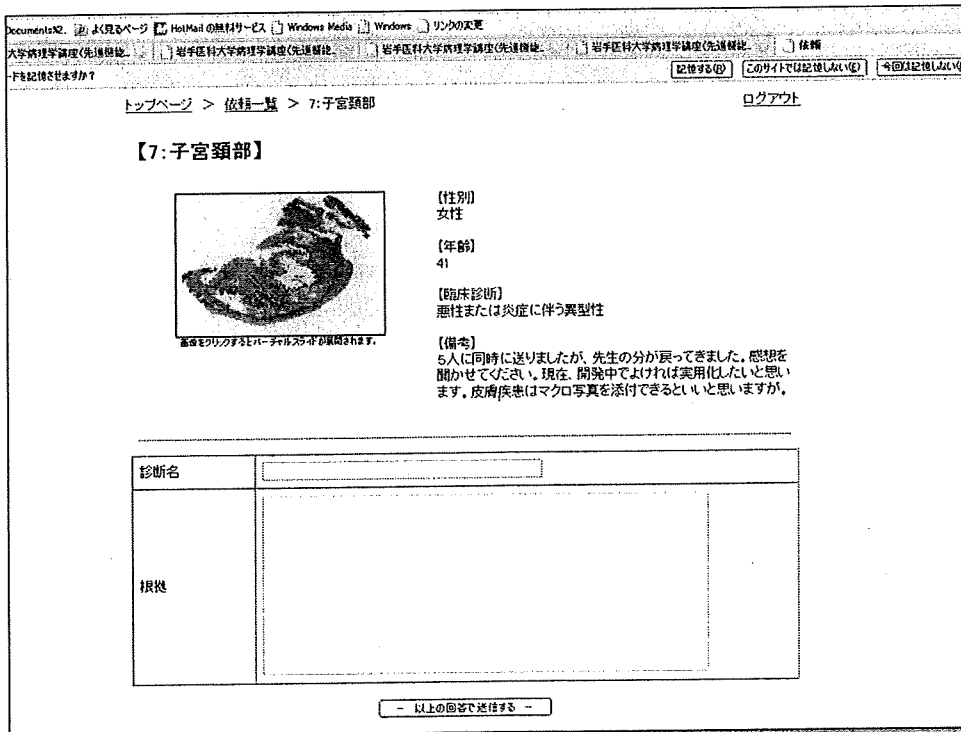 Documents%2. よく見るページ HotMail の無料サービス Windows Media Windows リンクの変更
大学病理学講座(先進機能_ 岩手医科大学病理学講座(先進機能_ 岩手医科大学病理学講座(先進機能_ 岩手医科大学病理学講座(先進機能_ 依頼
ードを記憶させますか？ 記憶する(R) このサイトでは記憶しない(E) 今回は記憶しない(
トップページ > 依頼一覧 > 7:子宮頚部 ログアウト
【7:子宮頚部】
【性別】
女性
【年齢】
41
【臨床診断】
悪性または炎症に伴う異型性
画像をクリックするとバーチャルスライドが展開されます。
【備考】
5人に同時に送りましたが、先生の分が戻ってきました。感想を
聞かせてください。現在、開発中でよければ実用化したいと思い
ます。皮膚疾患はマクロ写真を添付できるといいと思いますが。
診断名
根拠
－ 以上の回答で送信する －